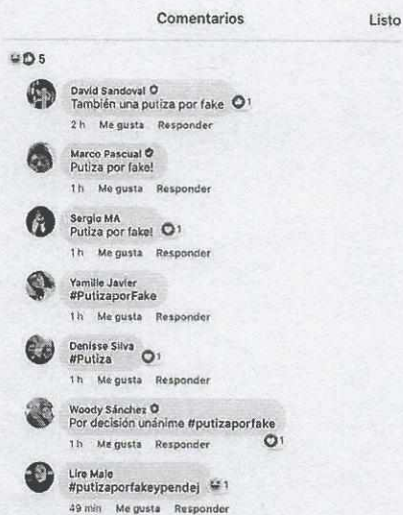 Comentarios
Listo
5
David Sandoval
También una putiza por fake 1
2 h Me gusta Responder
Marco Pascual
Putiza por fake!
1 h Me gusta Responder
Sergio MA
Putiza por fake! 1
1 h Me gusta Responder
Yamille Javier
#PutizaporFake
1 h Me gusta Responder
Denisse Silva
#Putiza 1
1 h Me gusta Responder
Woody Sánchez
Por decisión unánime #putizaporfake
1
1 h Me gusta Responder
Lire Maie
#putizaporfakeypendej 1
49 min Me gusta Responder